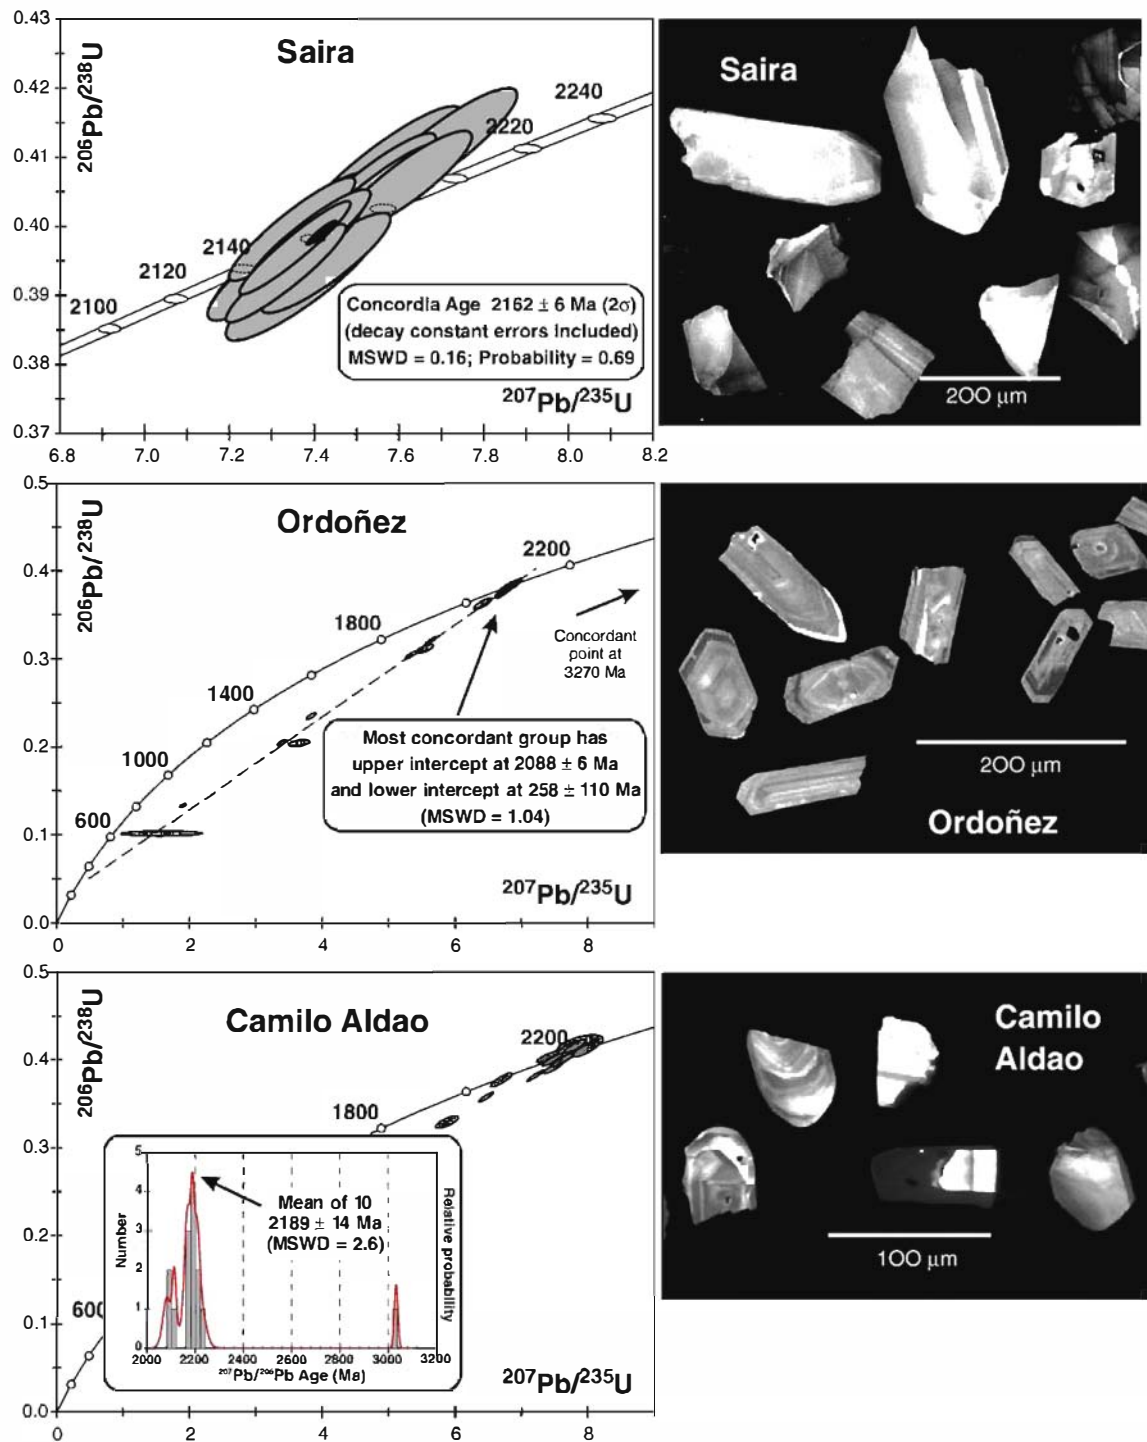 0.43
0.42
0.41
0.40
0.39
0.38
0.37
²⁰⁶Pb/²³⁸U
Saira
2240
2220
2140
2120
2100
Concordia Age 2162 ± 6 Ma (2σ)
(decay constant errors included)
MSWD = 0.16; Probability = 0.69
²⁰⁷Pb/²³⁵U
6.8 7.0 7.2 7.4 7.6 7.8 8.0 8.2
Saira
200 µm
0.5
0.4
0.3
0.2
0.1
0.0
²⁰⁶Pb/²³⁸U
Ordoñez
2200
1800
1400
1000
600
Concordant
point at
3270 Ma
Most concordant group has
upper intercept at 2088 ± 6 Ma
and lower intercept at 258 ± 110 Ma
(MSWD = 1.04)
²⁰⁷Pb/²³⁵U
0 2 4 6 8
200 µm
Ordoñez
0.5
0.4
0.3
0.2
0.1
0.0
²⁰⁶Pb/²³⁸U
Camilo Aldao
2200
1800
600
5
4
3
2
1
0
Number
Mean of 10
2189 ± 14 Ma
(MSWD = 2.6)
Relative probability
2000 2200 2400 2600 2800 3000 3200
²⁰⁷Pb/²⁰⁶Pb Age (Ma)
²⁰⁷Pb/²³⁵U
0 2 4 6 8
Camilo
Aldao
100 µm